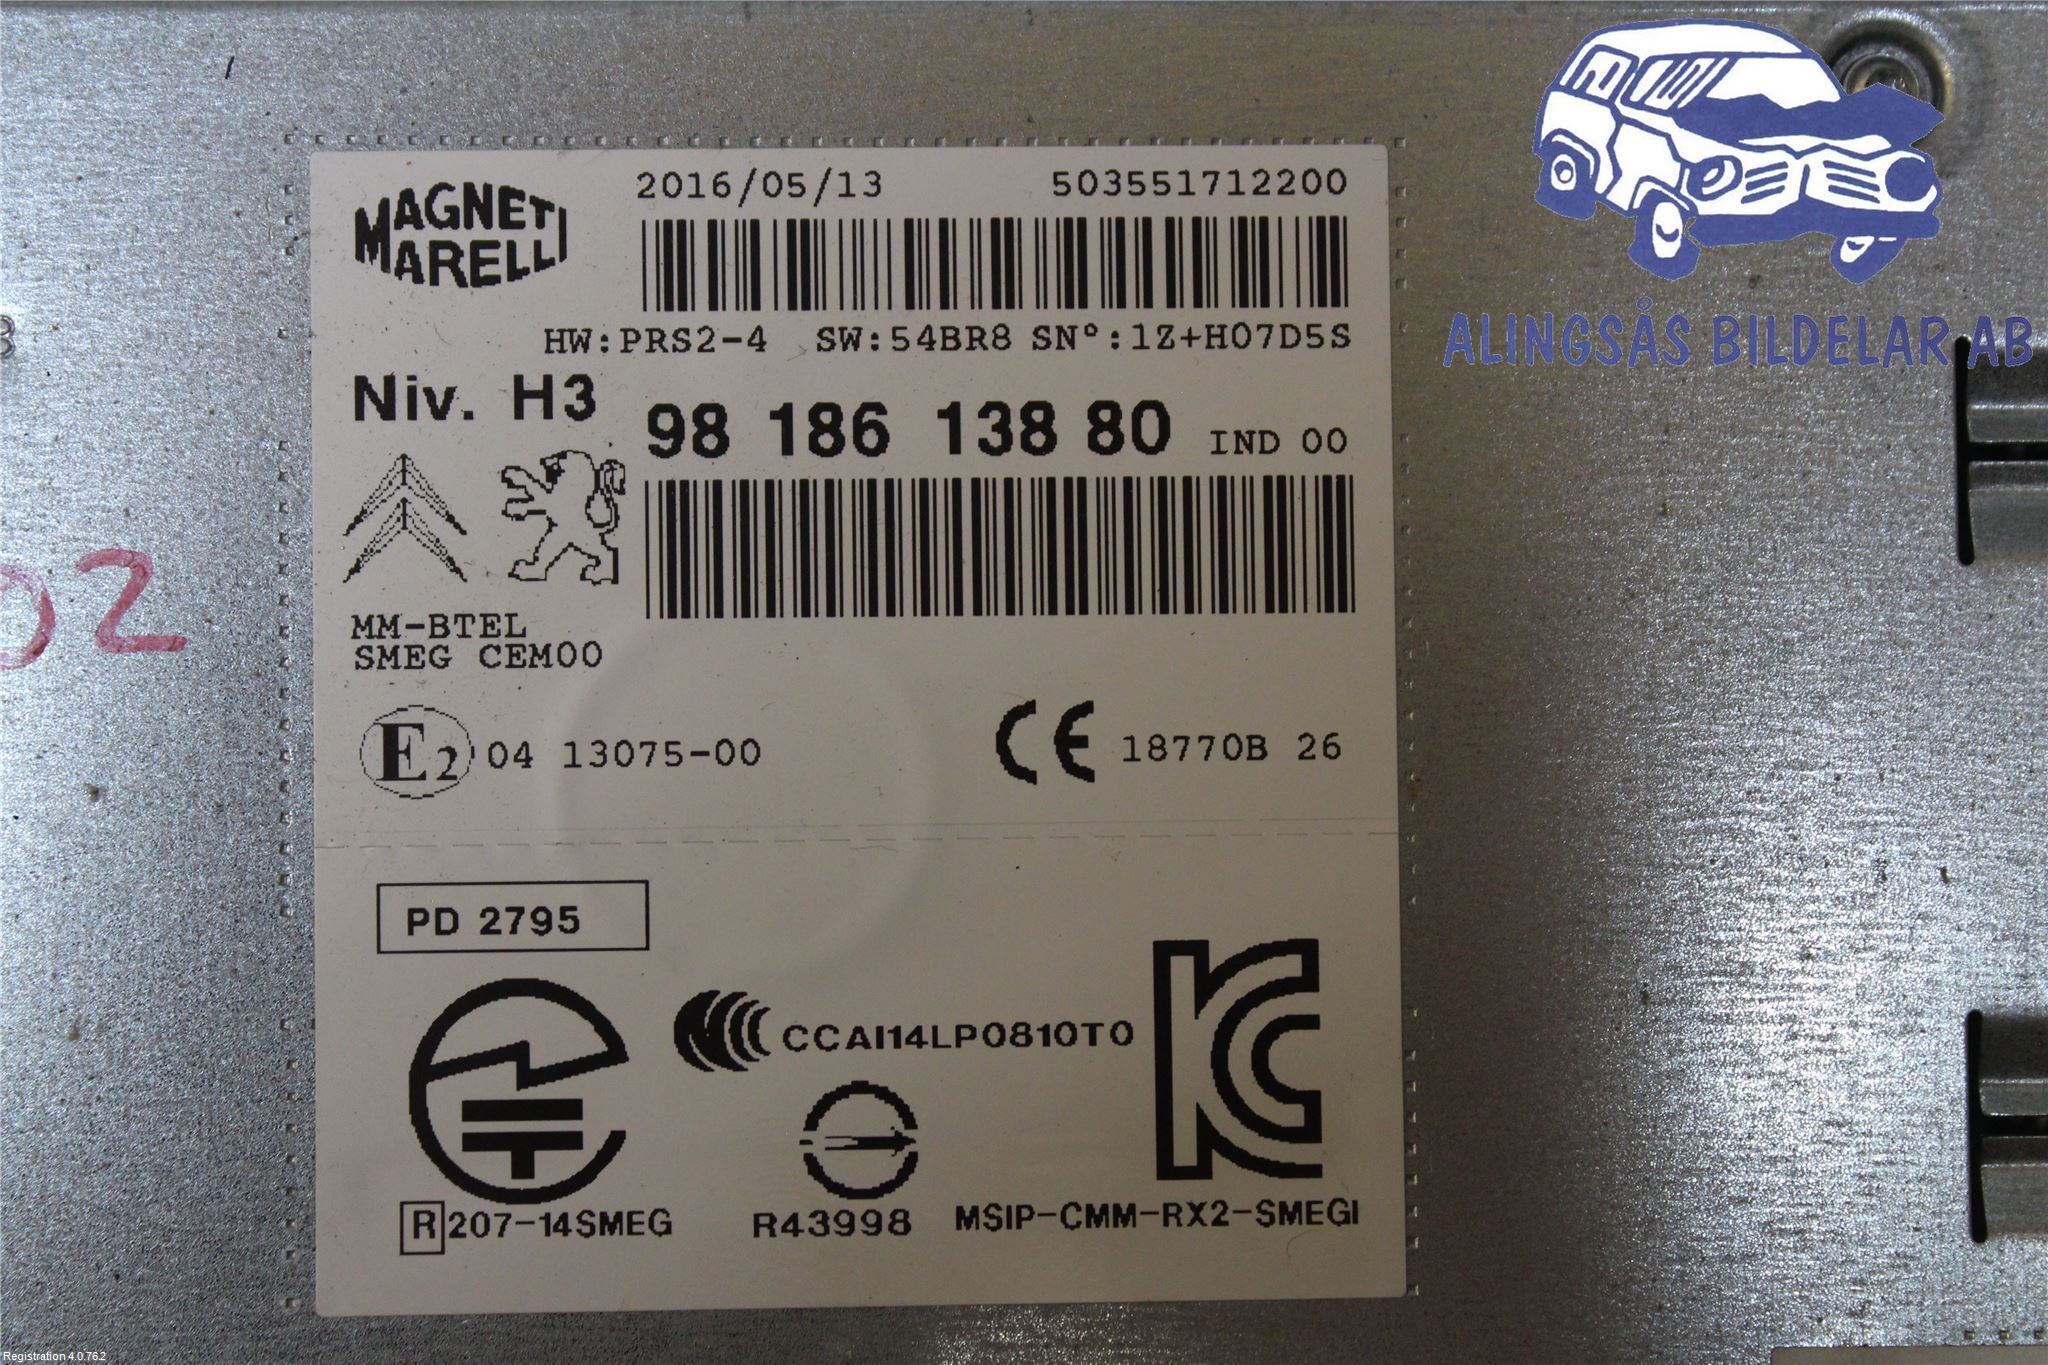 MAGNETI
MARELLI
2016/05/13 503551712200
HW:PRS2-4 SW:54BR8 SN°:1Z+H07D5S
Niv. H3
98 186 138 80 IND 00
MM-BTEL
SMEG CEM00
E2 04 13075-00
CE 18770B 26
PD 2795
CCAI14LP0810T0
R 207-14SMEG
R43998
MSIP-CMM-RX2-SMEGI
ALINGSÅS BILDELAR AB
02
Registration 4.0.762